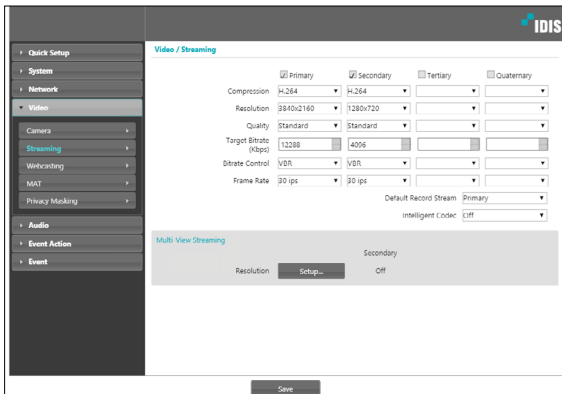 IDIS
Quick Setup
System
Network
Video
Camera
Streaming
Webcasting
MAT
Privacy Masking
Audio
Event Action
Event
Video / Streaming
Primary Secondary Tertiary Quaternary
Compression H.264 H.264
Resolution 3840x2160 1280x720
Quality Standard Standard
Target Bitrate
(Kbps) 12288 4096
Bitrate Control VBR VBR
Frame Rate 30 ips 30 ips
Default Record Stream Primary
Intelligent Codec Off
Multi View Streaming
Secondary
Resolution Setup... Off
Save